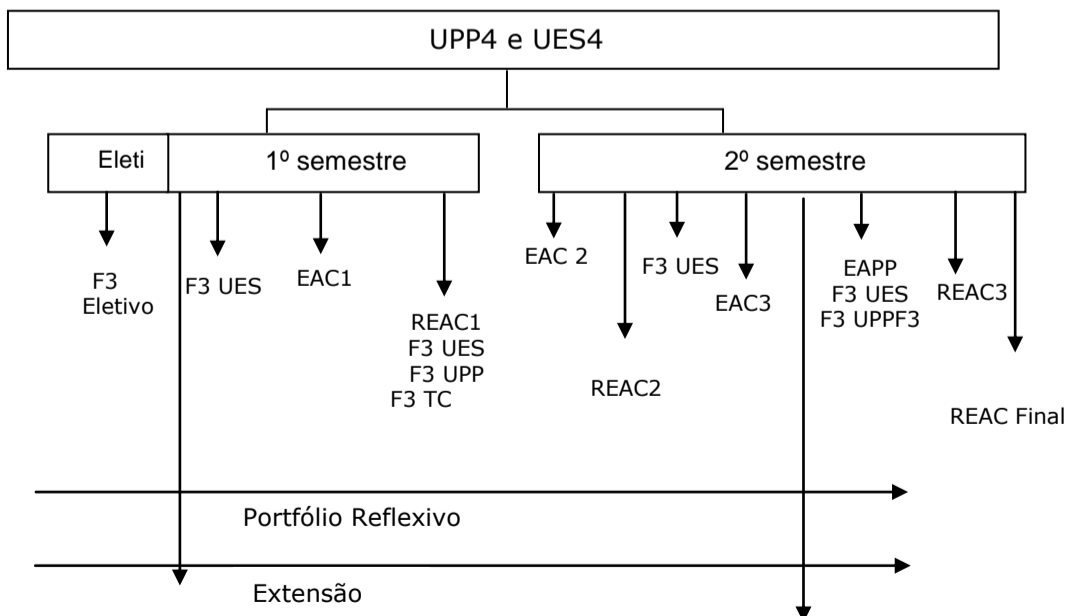 UPP4 e UES4
Eleti
1º semestre
2º semestre
F3
Eletivo
F3 UES
EAC1
REAC1
F3 UES
F3 UPP
F3 TC
EAC 2
REAC2
F3 UES
EAC3
EAPP
F3 UES
F3 UPPF3
REAC3
REAC Final
Portfólio Reflexivo
Extensão